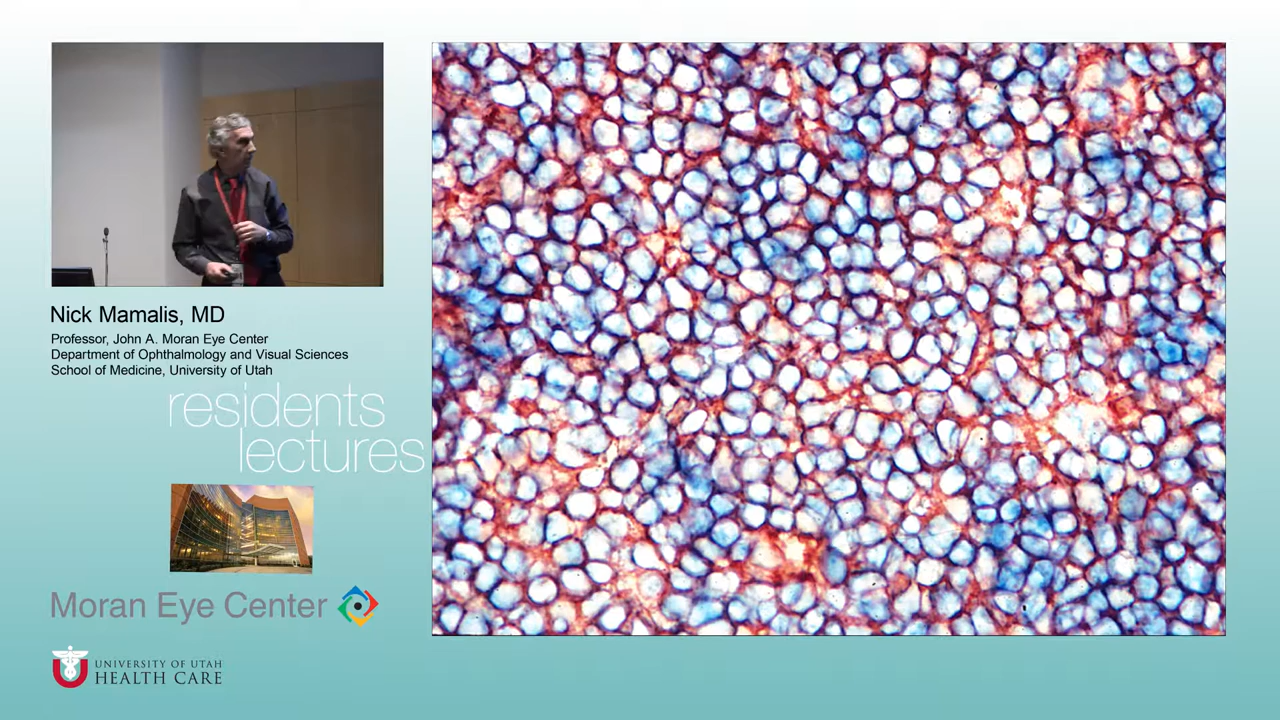 Nick Mamalis, MD
Professor, John A. Moran Eye Center
Department of Ophthalmology and Visual Sciences
School of Medicine, University of Utah
residents
lectures
Moran Eye Center
UNIVERSITY OF UTAH
HEALTH CARE